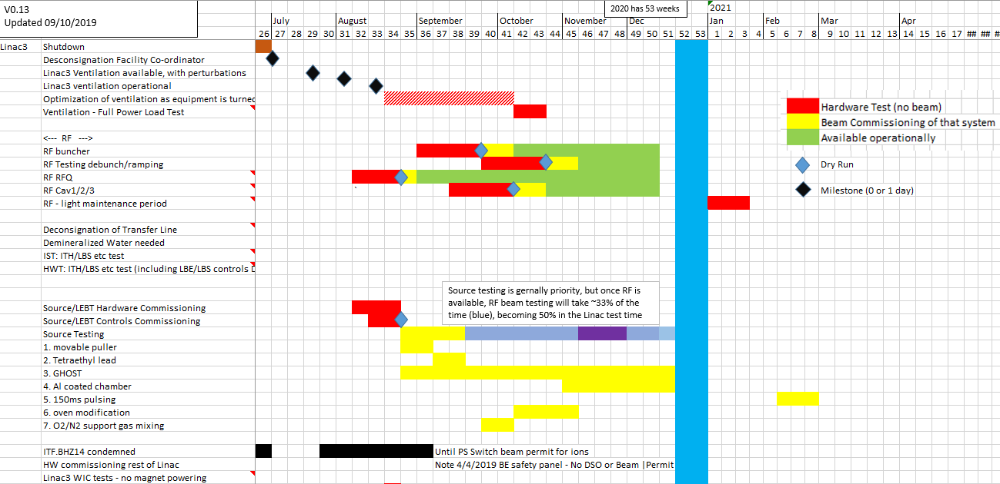 V0.13
Updated 09/10/2019
2020 has 53 weeks
2021
July August September October November Dec Jan Feb Mar Apr
26 27 28 29 30 31 32 33 34 35 36 37 38 39 40 41 42 43 44 45 46 47 48 49 50 51 52 53 1 2 3 4 5 6 7 8 9 10 11 12 13 14 15 16 17 ## ## #
Linac3 Shutdown
Desconsignation Facility Co-ordinator
Linac3 Ventilation available, with perturbations
Linac3 ventilation operational
Optimization of ventilation as equipment is turned
Ventilation - Full Power Load Test
<--- RF --->
RF buncher
RF Testing debunch/ramping
RF RFQ
RF Cav1/2/3
RF - light maintenance period
Deconsignation of Transfer Line
Demineralized Water needed
IST: ITH/LBS etc test
HWT: ITH/LBS etc test (including LBE/LBS controls D
Hardware Test (no beam)
Beam Commissioning of that system
Available operationally
Dry Run
Milestone (0 or 1 day)
Source testing is gernally priority, but once RF is
available, RF beam testing will take ~33% of the
time (blue), becoming 50% in the Linac test time
Source/LEBT Hardware Commissioning
Source/LEBT Controls Commissioning
Source Testing
1. movable puller
2. Tetraethyl lead
3. GHOST
4. Al coated chamber
5. 150ms pulsing
6. oven modification
7. O2/N2 support gas mixing
ITF.BHZ14 condemned Until PS Switch beam permit for ions
HW commissioning rest of Linac Note 4/4/2019 BE safety panel - No DSO or Beam |Permit
Linac3 WIC tests - no magnet powering